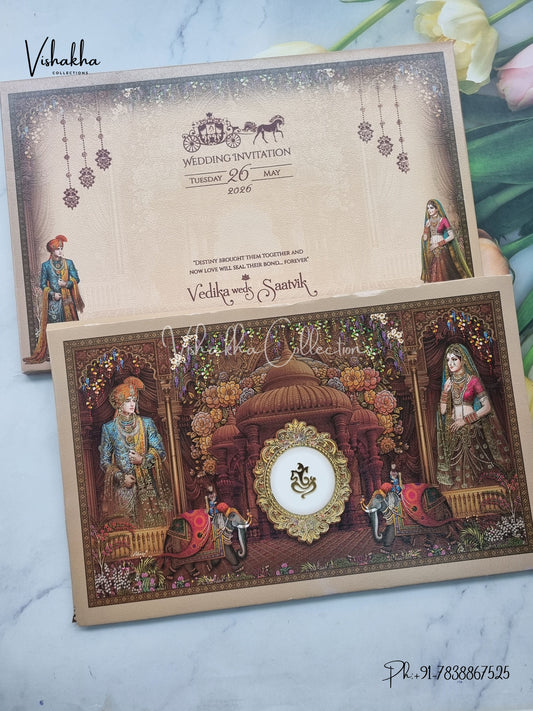 Vishakha
COLLECTIONS
WEDDING INVITATION
TUESDAY 26 MAY
2026
"DESTINY BROUGHT THEM TOGETHER AND
NOW LOVE WILL SEAL THEIR BOND... FOREVER"
Vedika weds Saatvik
Vishakha Collection
Ph:+91-7838867525